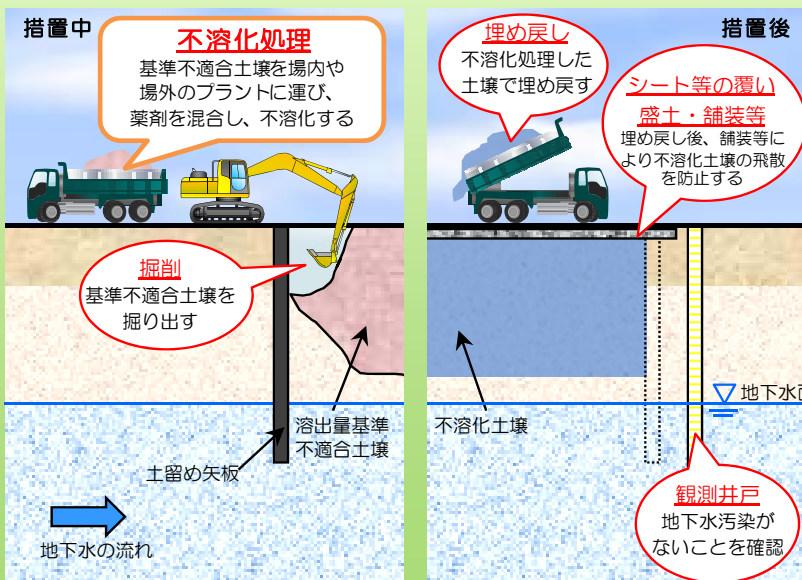 措置中
不溶化処理
基準不適合土壌を場内や
場外のプラントに運び、
薬剤を混合し、不溶化する
掘削
基準不適合土壌を
掘り出す
溶出量基準
不適合土壌
土留め矢板
地下水の流れ
措置後
埋め戻し
不溶化処理した
土壌で埋め戻す
シート等の覆い
盛土・舗装等
埋め戻し後、舗装等に
より不溶化土壌の飛散
を防止する
地下水面
不溶化土壌
観測井戸
地下水汚染が
ないことを確認